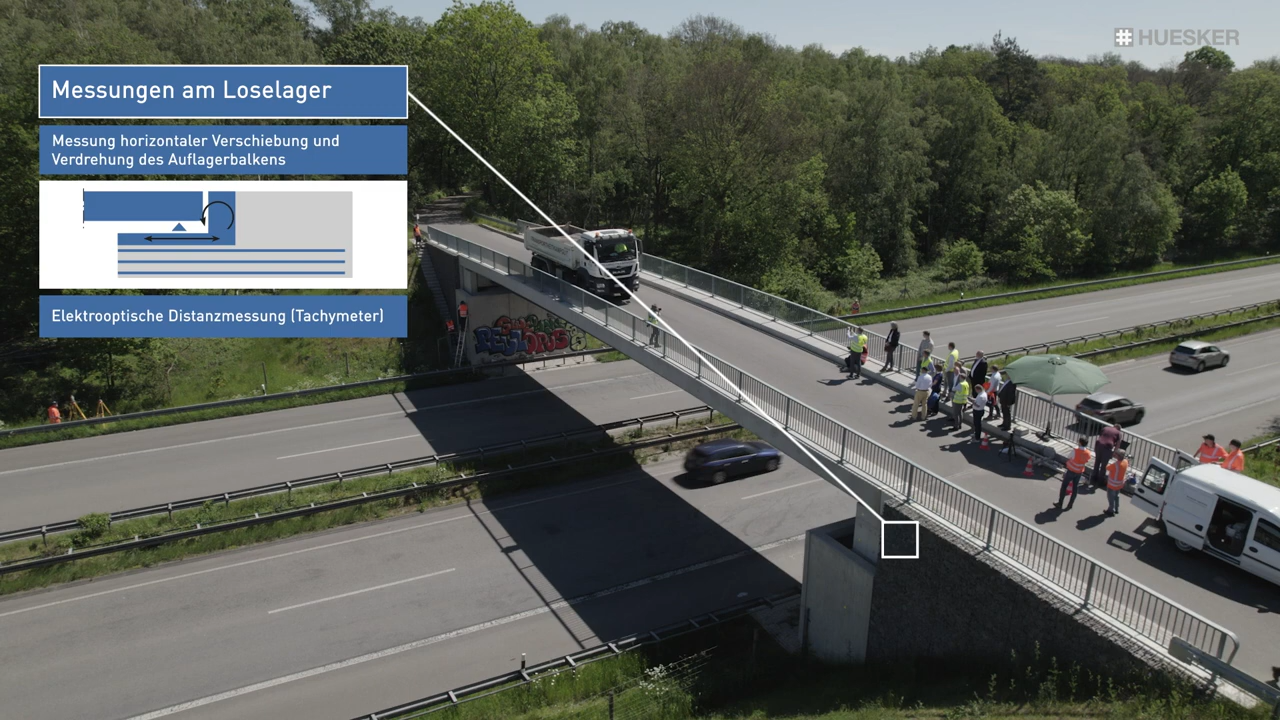 HUESKER
Messungen am Loselager
Messung horizontaler Verschiebung und
Verdrehung des Auflagerbalkens
Elektrooptische Distanzmessung (Tachymeter)